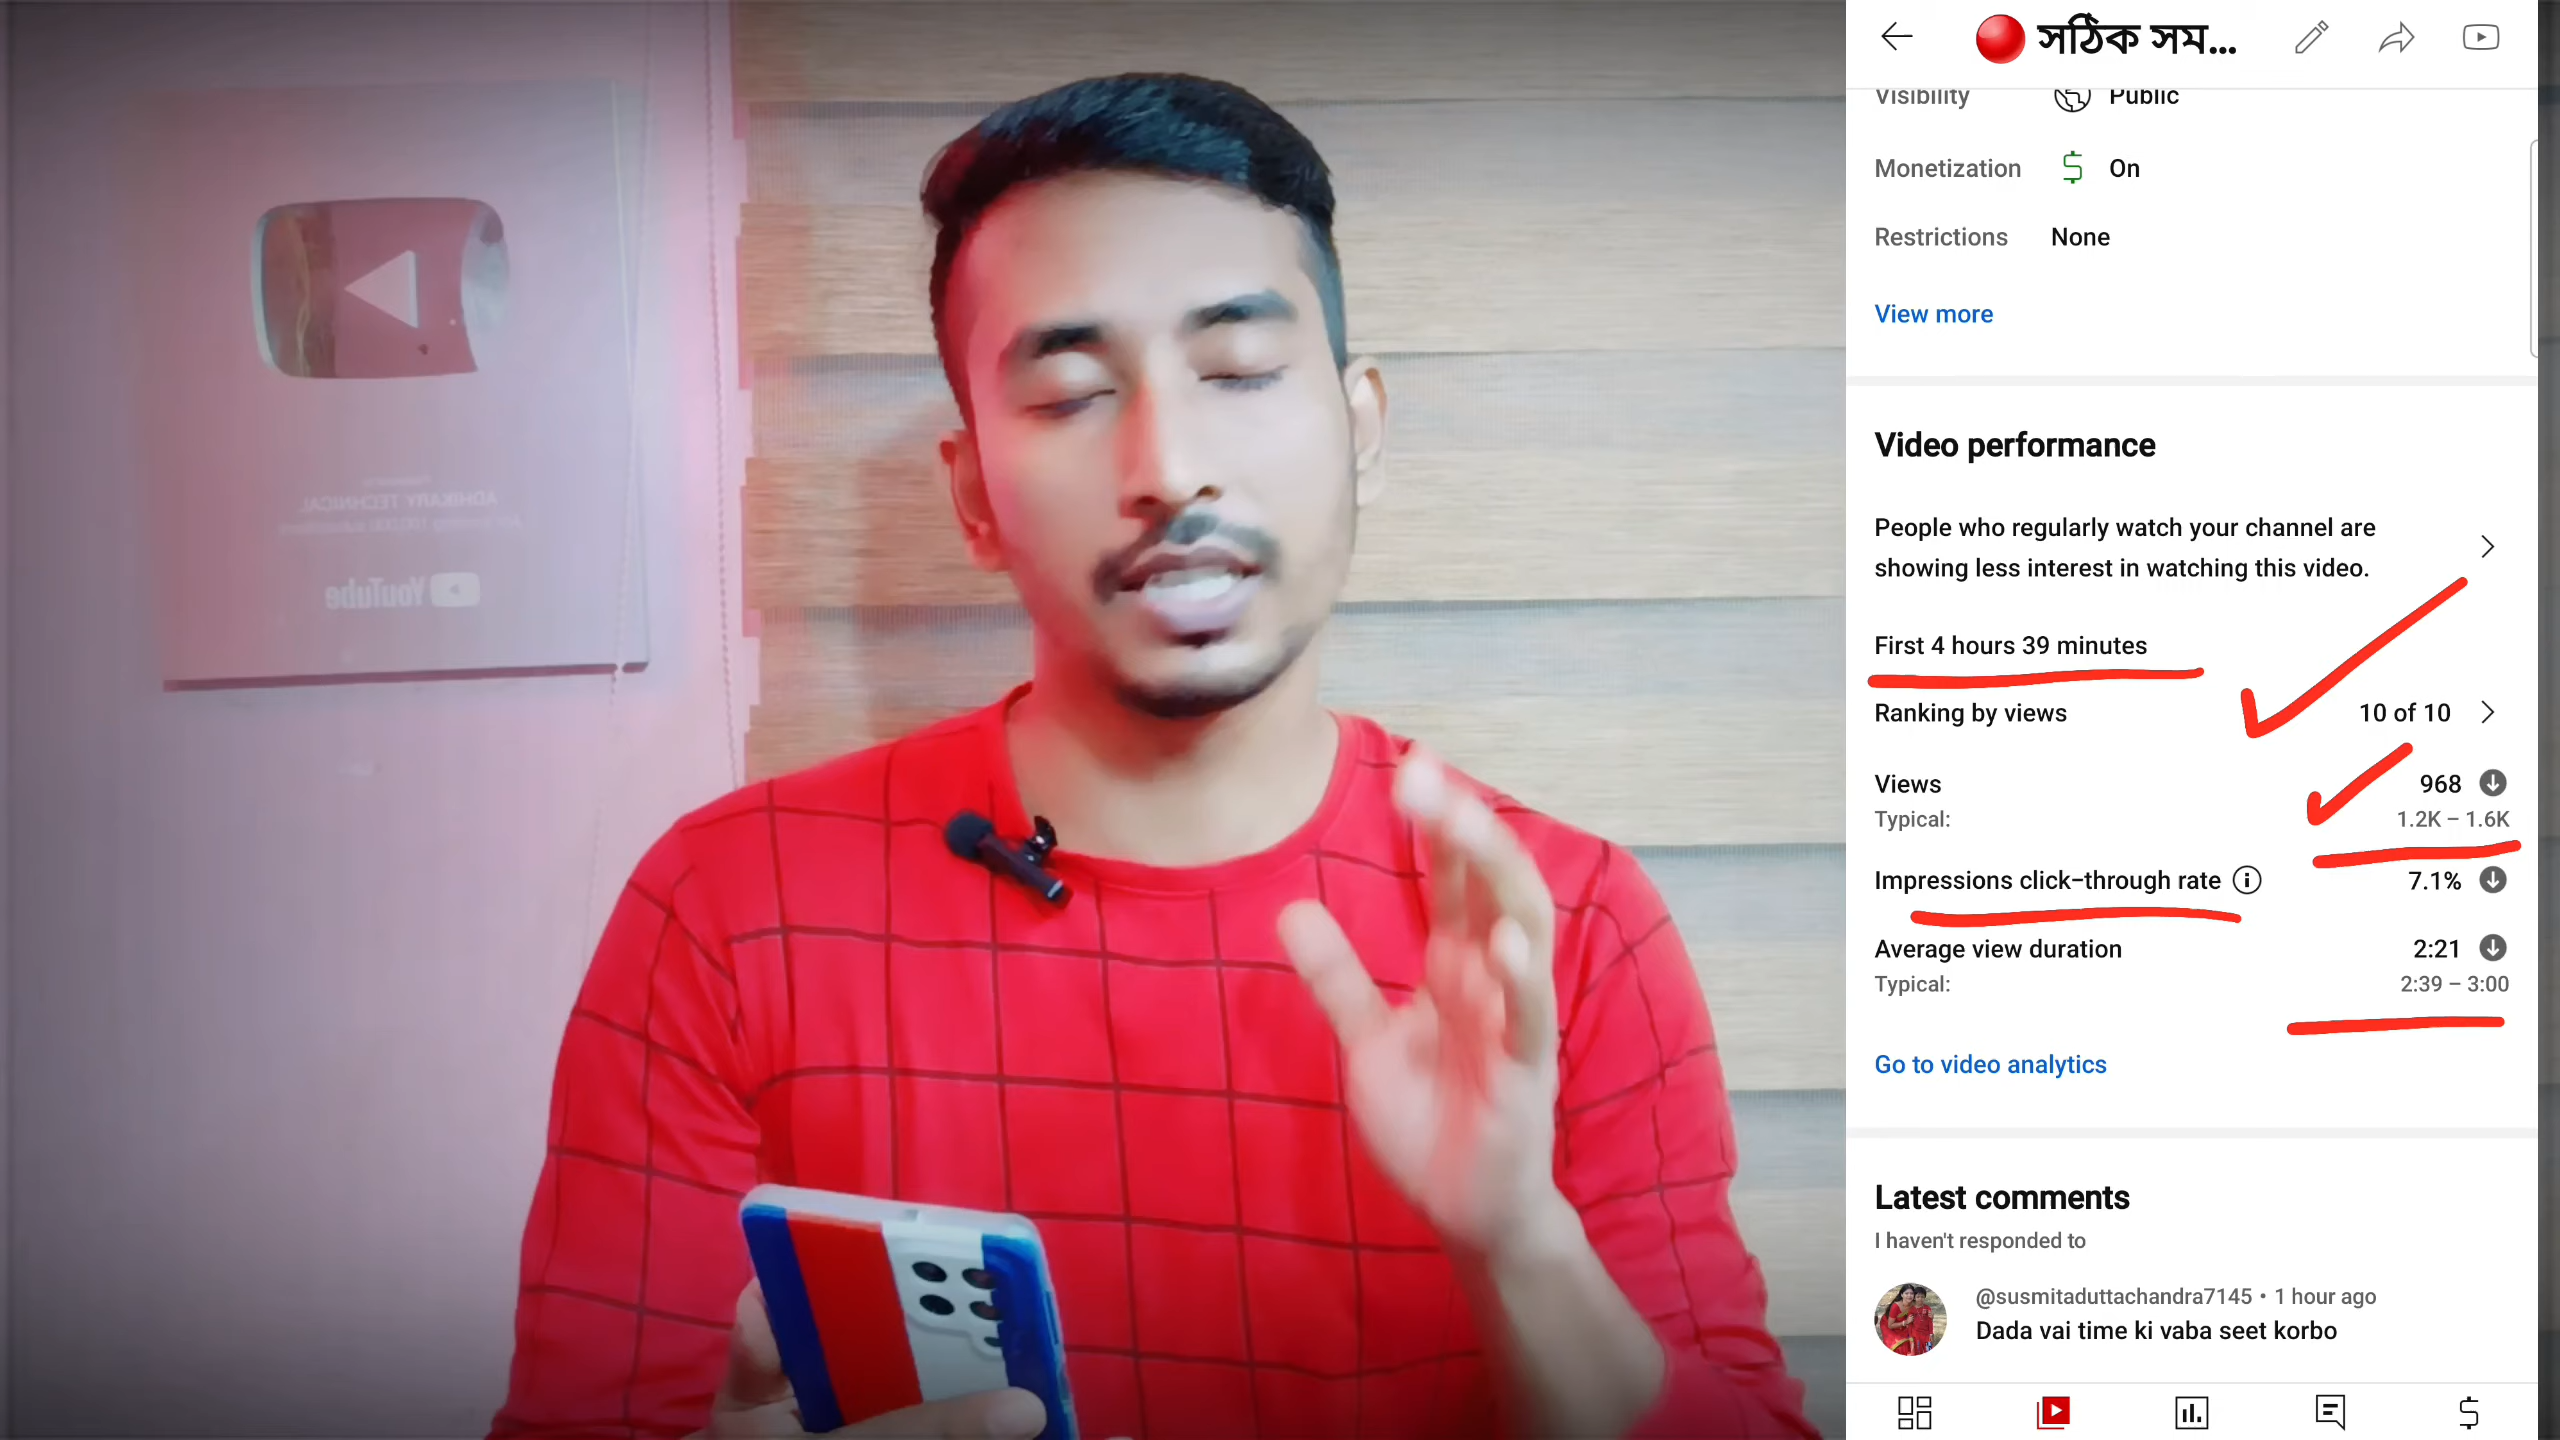 ADHIKARY TECHNICAL
YouTube
সঠিক সম...
Visibility Public
Monetization On
Restrictions None
View more
Video performance
People who regularly watch your channel are
showing less interest in watching this video.
First 4 hours 39 minutes
Ranking by views 10 of 10
Views 968
Typical: 1.2K – 1.6K
Impressions click-through rate 7.1%
Average view duration 2:21
Typical: 2:39 – 3:00
Go to video analytics
Latest comments
I haven't responded to
@susmitaduttachandra7145 • 1 hour ago
Dada vai time ki vaba seet korbo